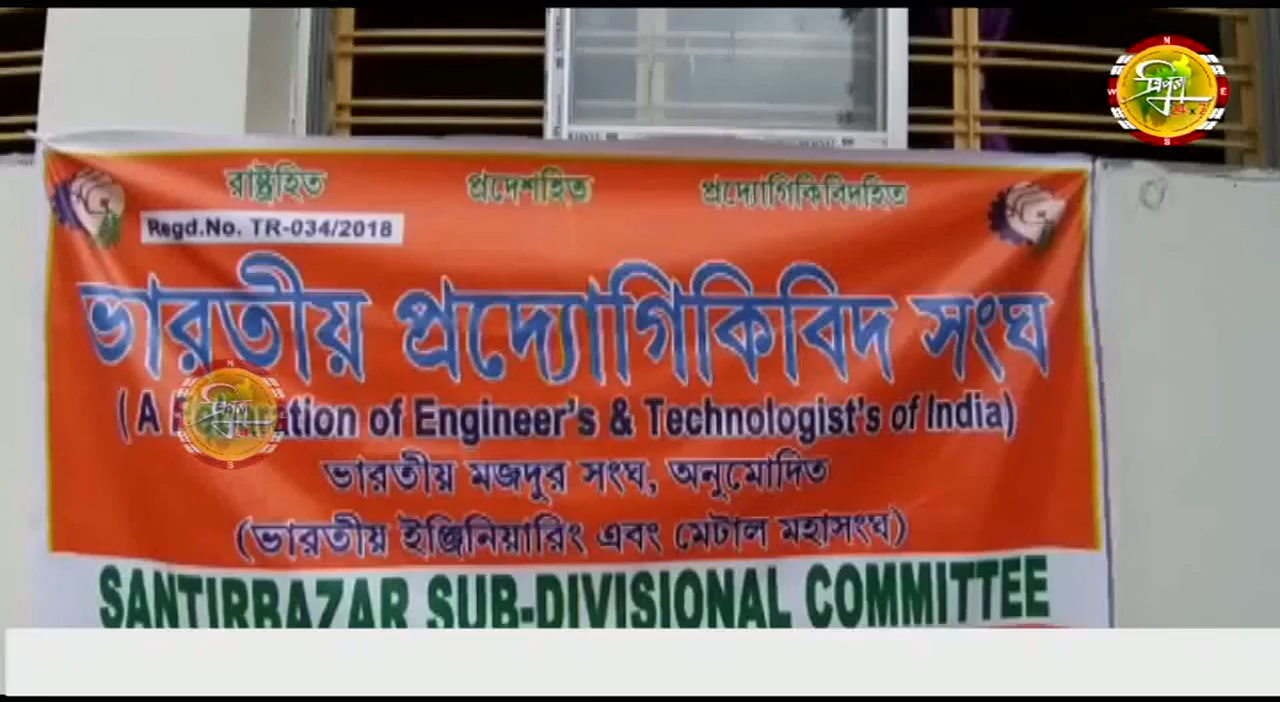 রাষ্ট্রহিত প্রদেশহিত প্রদ্যোগিকিবিদহিত
Regd.No. TR-034/2018
ভারতীয় প্রদ্যোগিকিবিদ সংঘ
(A tion of Engineer's & Technologist's of India)
ভারতীয় মজদুর সংঘ, অনুমোদিত
(ভারতীয় ইঞ্জিনিয়ারিং এবং মেটাল মহাসংঘ)
SANTIRBAZAR SUB-DIVISIONAL COMMITTEE